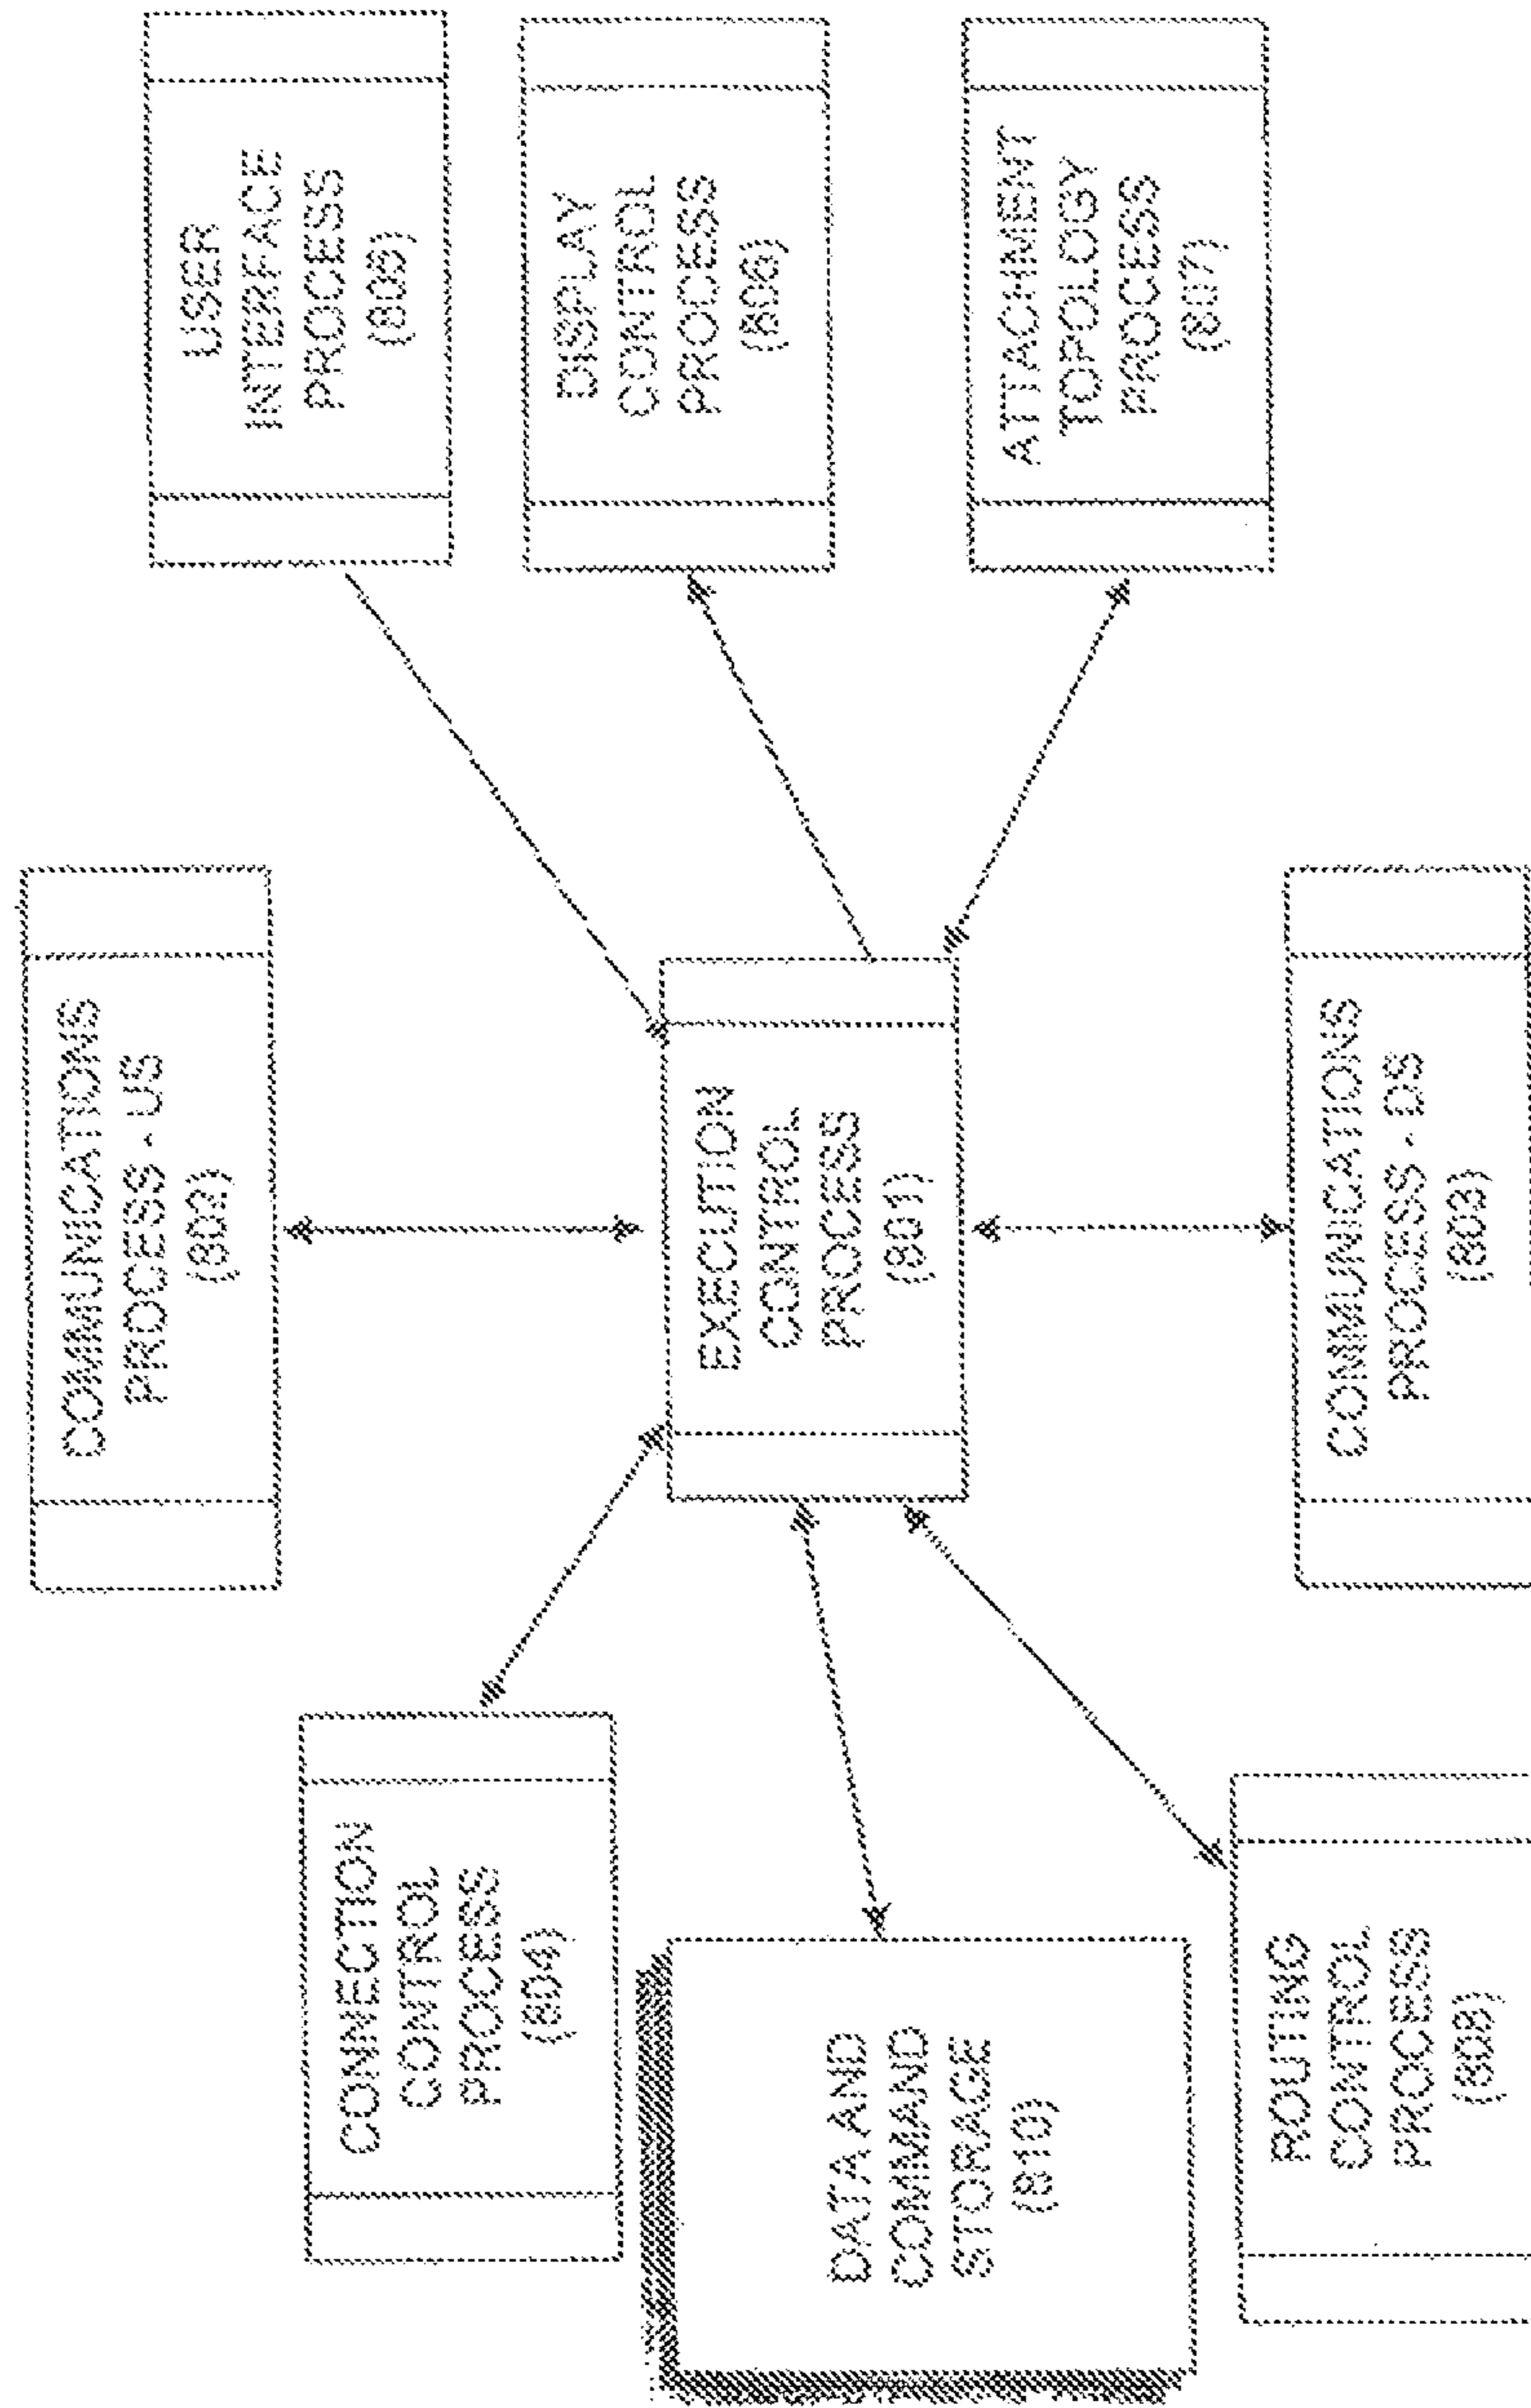 COMMUNICATIONS
PROCESS - US
(802)
USER
INTERFACE
PROCESS
(809)
CONNECTION
CONTROL
PROCESS
(804)
DISPLAY
CONTROL
PROCESS
(806)
EXECUTION
CONTROL
PROCESS
(801)
DATA AND
COMMAND
STORAGE
(810)
ATTACHMENT
TOPOLOGY
PROCESS
(807)
ROUTING
CONTROL
PROCESS
(808)
COMMUNICATIONS
PROCESS - DS
(803)